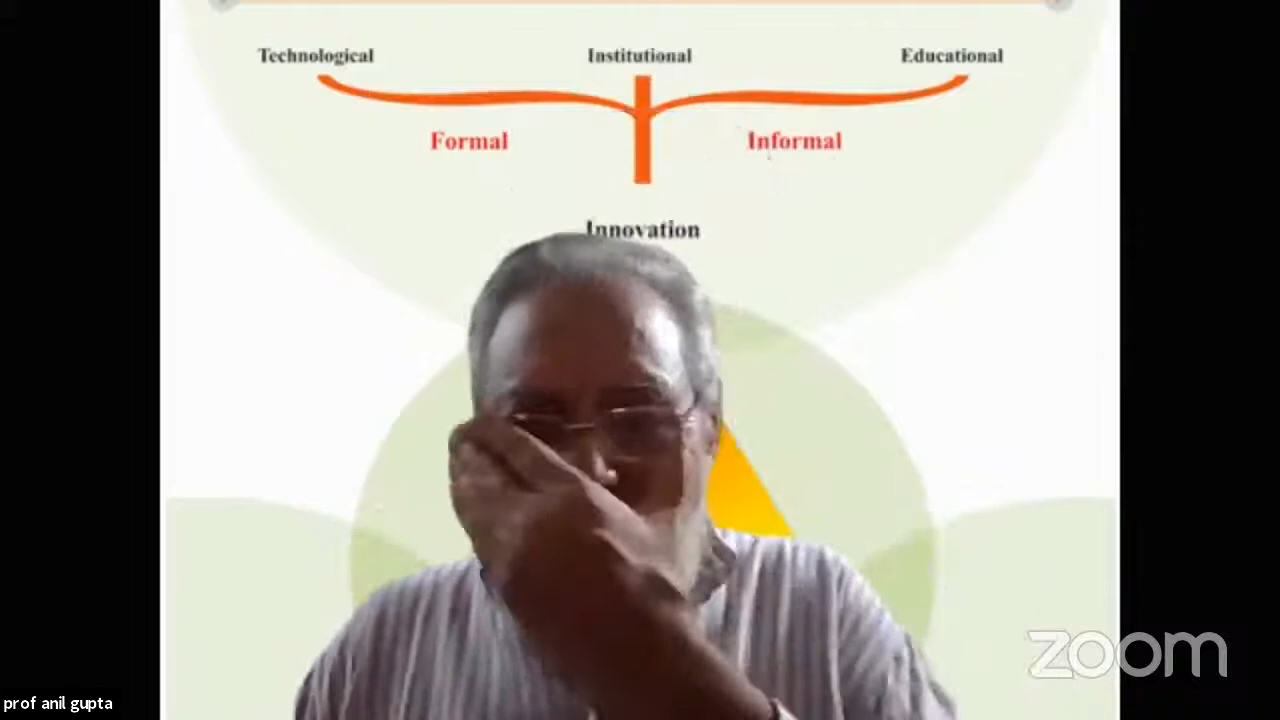 Technological Institutional Educational
Formal Informal
Innovation
zoom
prof anil gupta